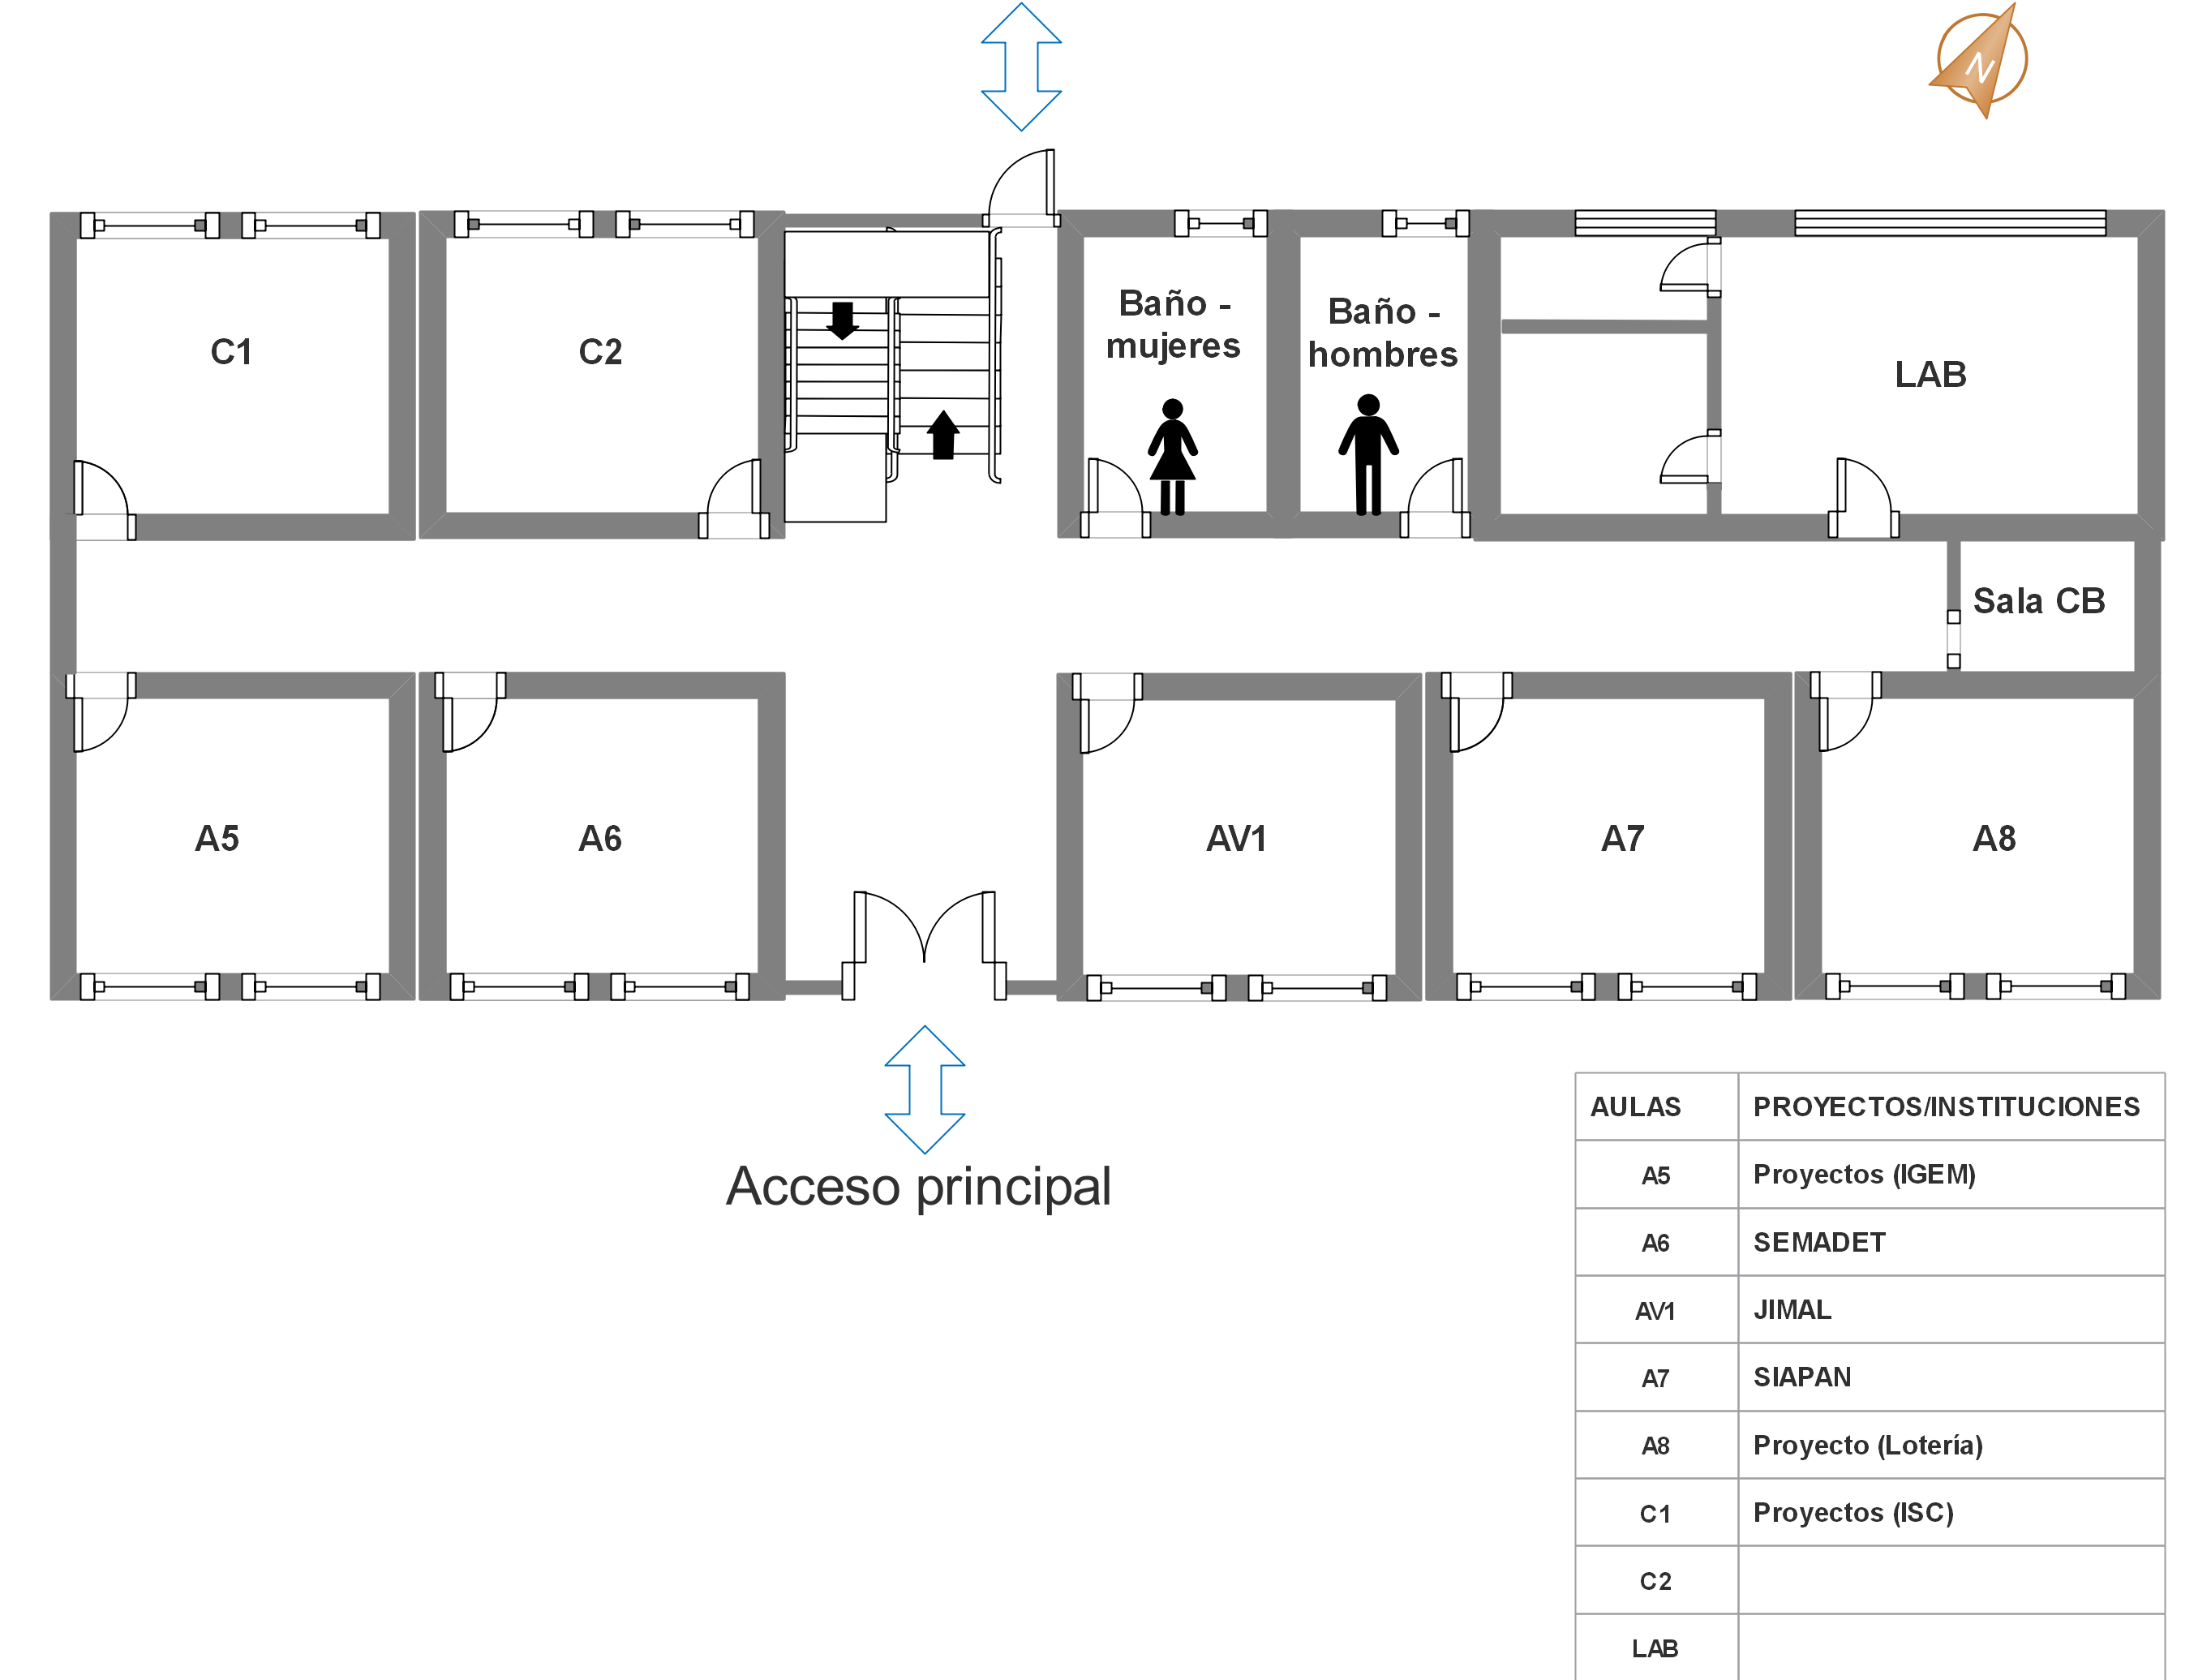 N
C1
C2
Baño -
mujeres
Baño -
hombres
LAB
Sala CB
A5
A6
AV1
A7
A8
Acceso principal
AULAS PROYECTOS/INSTITUCIONES
A5 Proyectos (IGEM)
A6 SEMADET
AV1 JIMAL
A7 SIAPAN
A8 Proyecto (Lotería)
C1 Proyectos (ISC)
C2
LAB